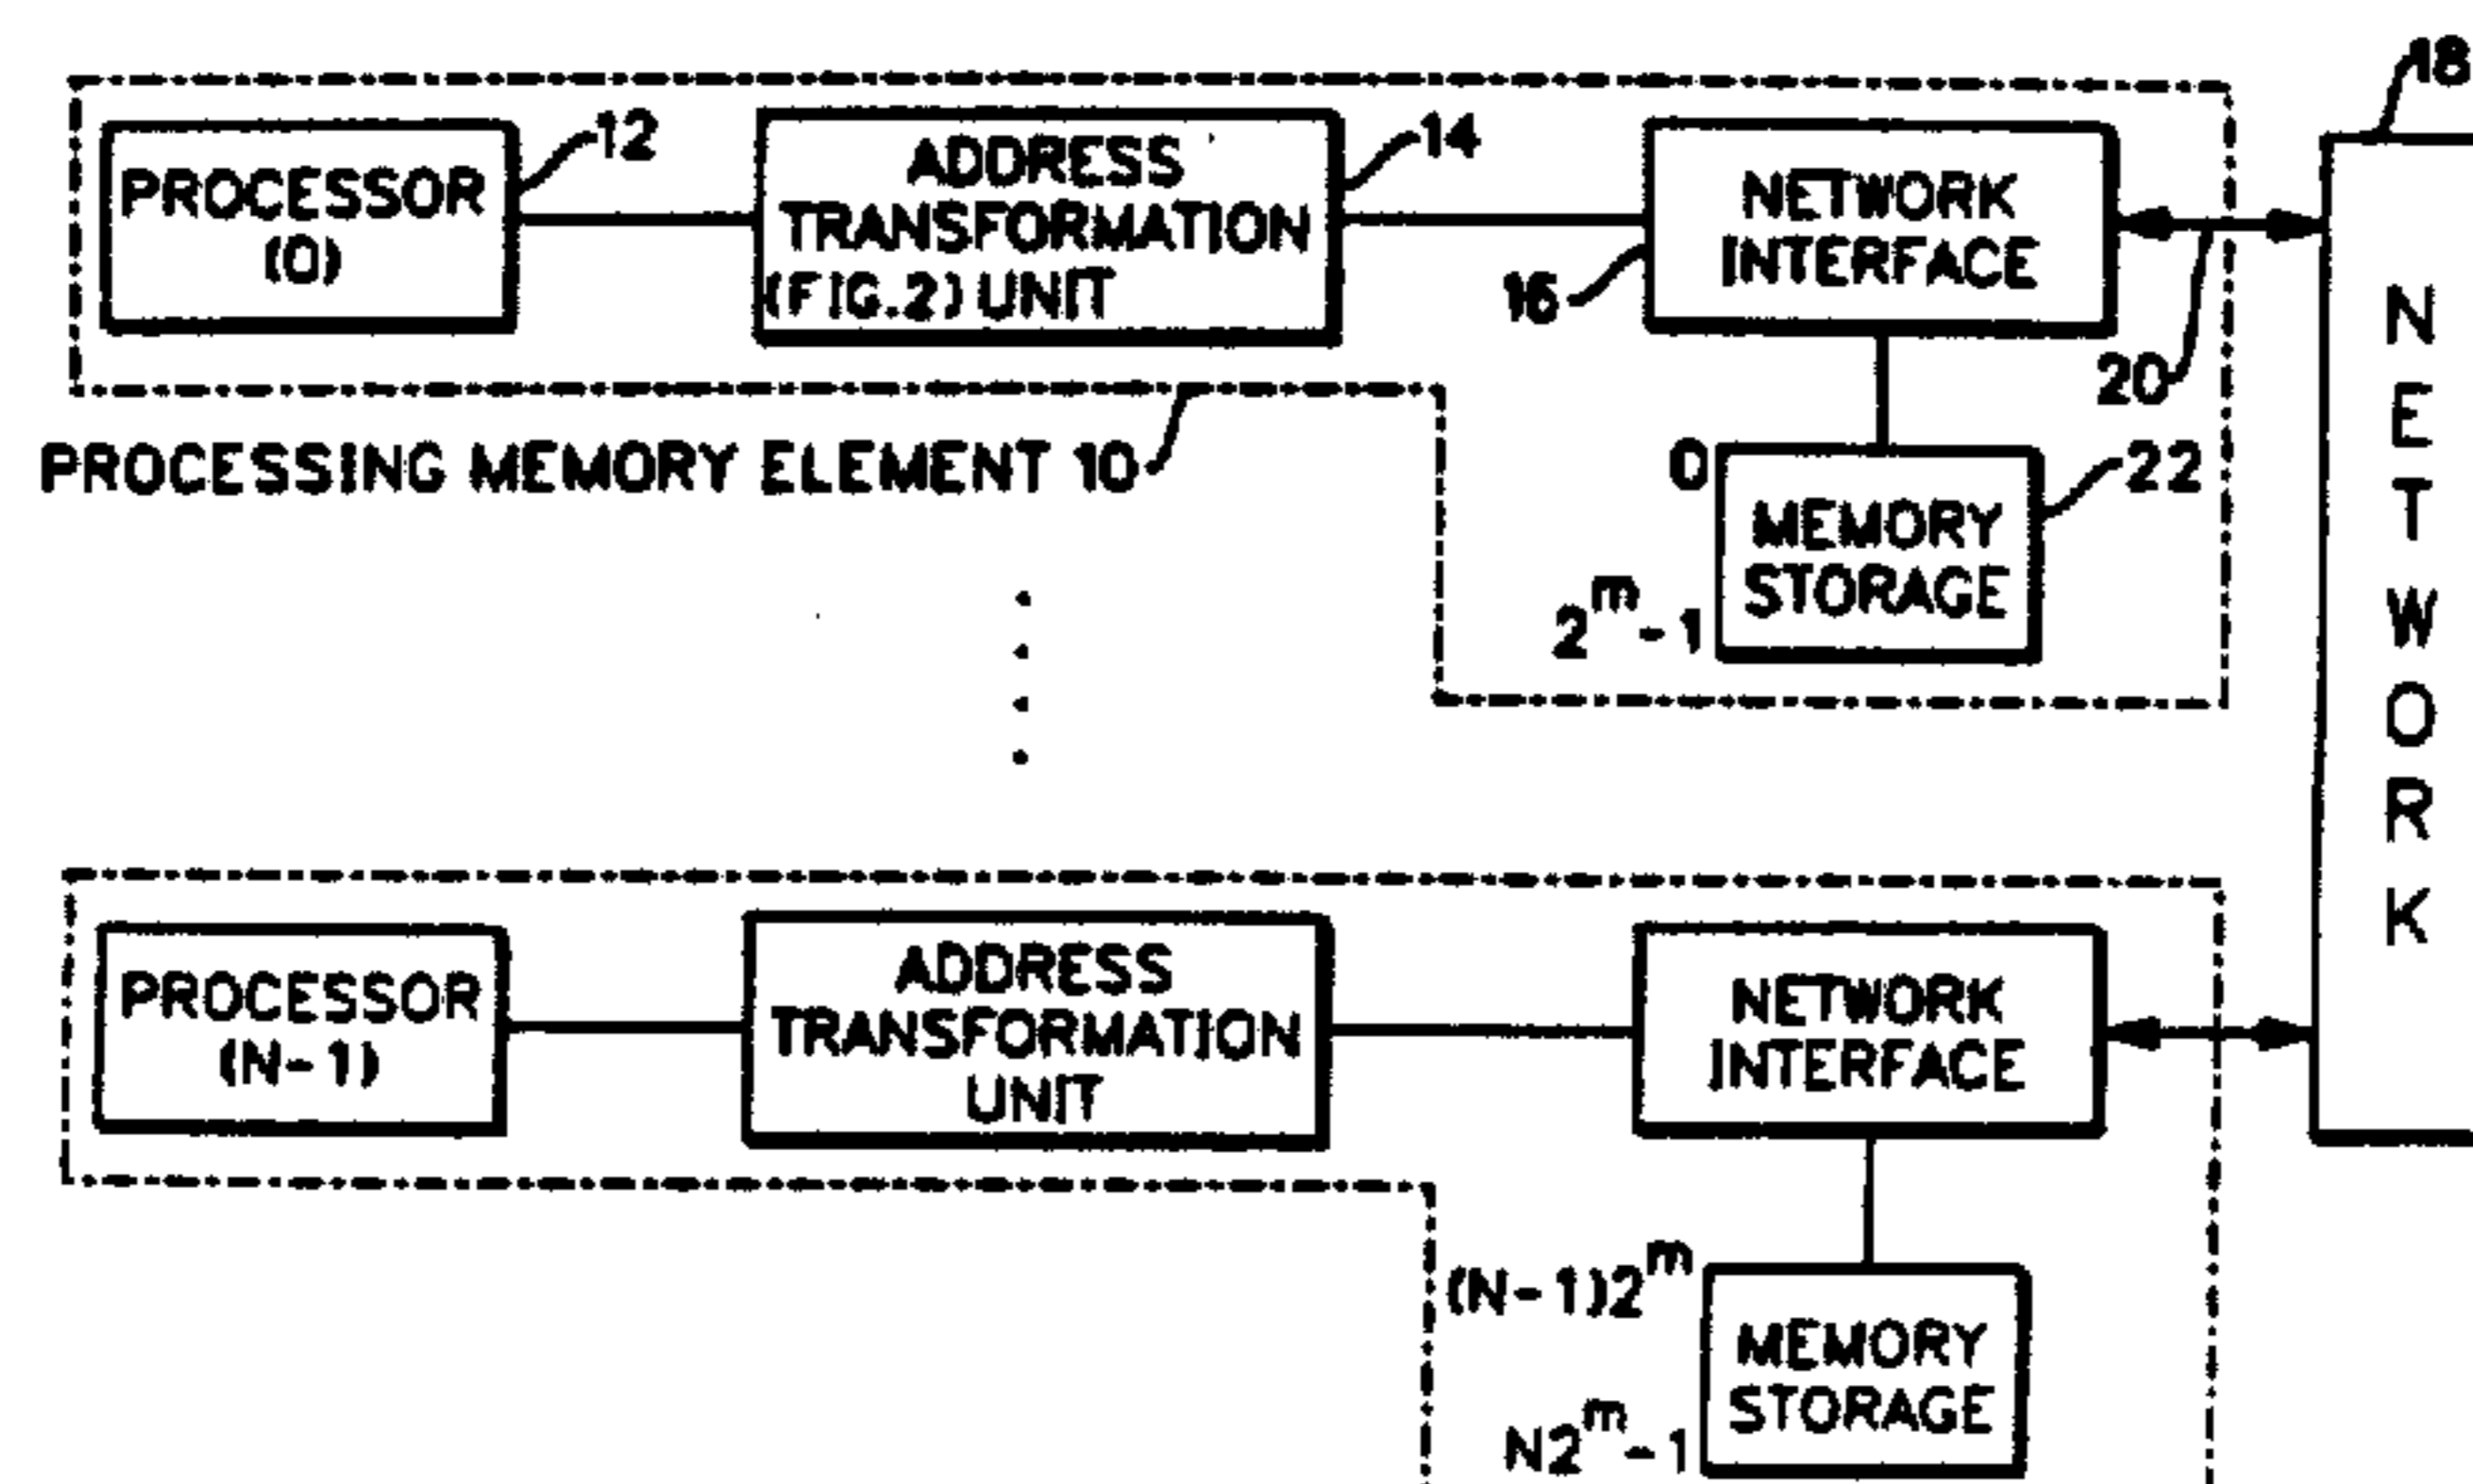 18
12
14
PROCESSOR
(0)
ADDRESS
TRANSFORMATION
(FIG.2) UNIT
NETWORK
INTERFACE
16
20
PROCESSING MEMORY ELEMENT 10
0
22
MEMORY
STORAGE
2^m-1
N
E
T
W
O
R
K
PROCESSOR
(N-1)
ADDRESS
TRANSFORMATION
UNIT
NETWORK
INTERFACE
(N-1)2^m
MEMORY
STORAGE
N2^m-1